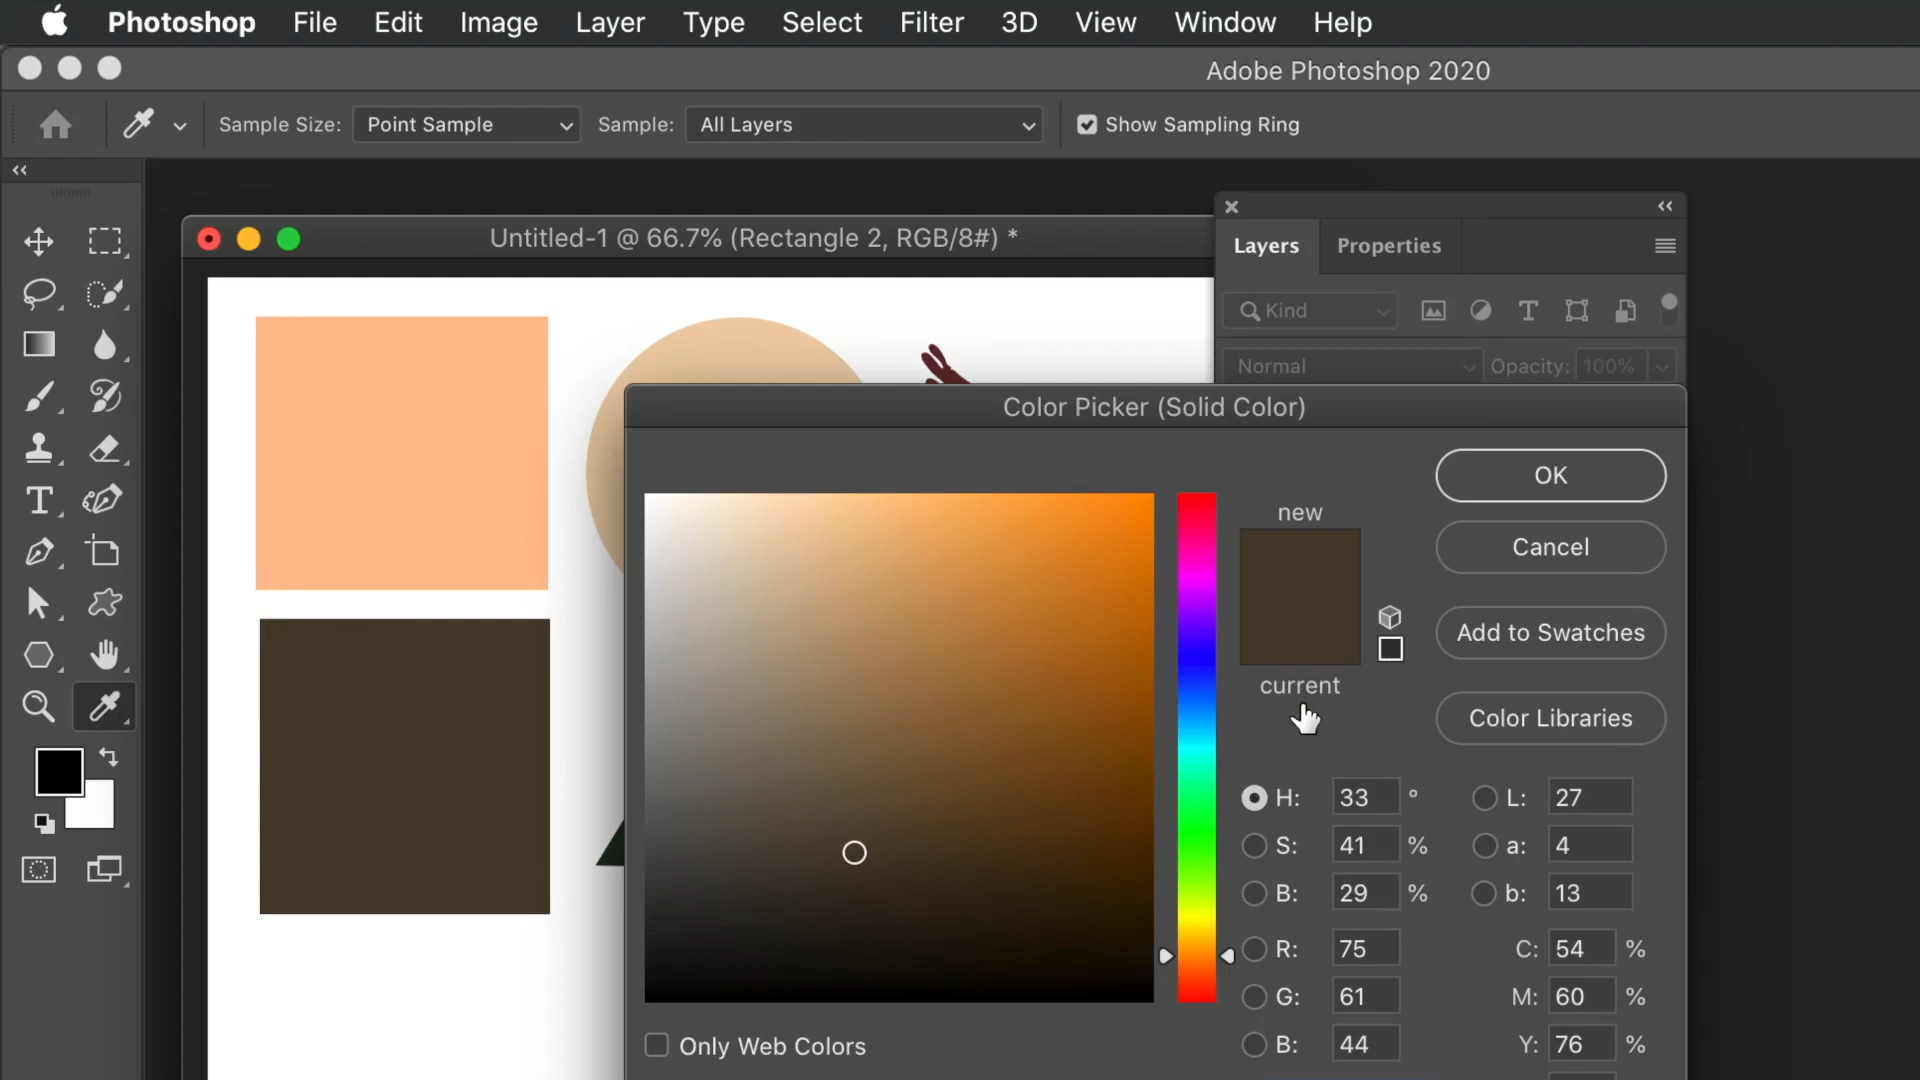 Photoshop File Edit Image Layer Type Select Filter 3D View Window Help
Adobe Photoshop 2020
Sample Size: Point Sample Sample: All Layers Show Sampling Ring
Untitled-1 @ 66.7% (Rectangle 2, RGB/8#) *
Layers Properties
Kind
Normal Opacity: 100%
Color Picker (Solid Color)
OK
new
Cancel
Add to Swatches
current
Color Libraries
H: 33 ° L: 27
S: 41 % a: 4
B: 29 % b: 13
R: 75 C: 54 %
G: 61 M: 60 %
B: 44 Y: 76 %
Only Web Colors